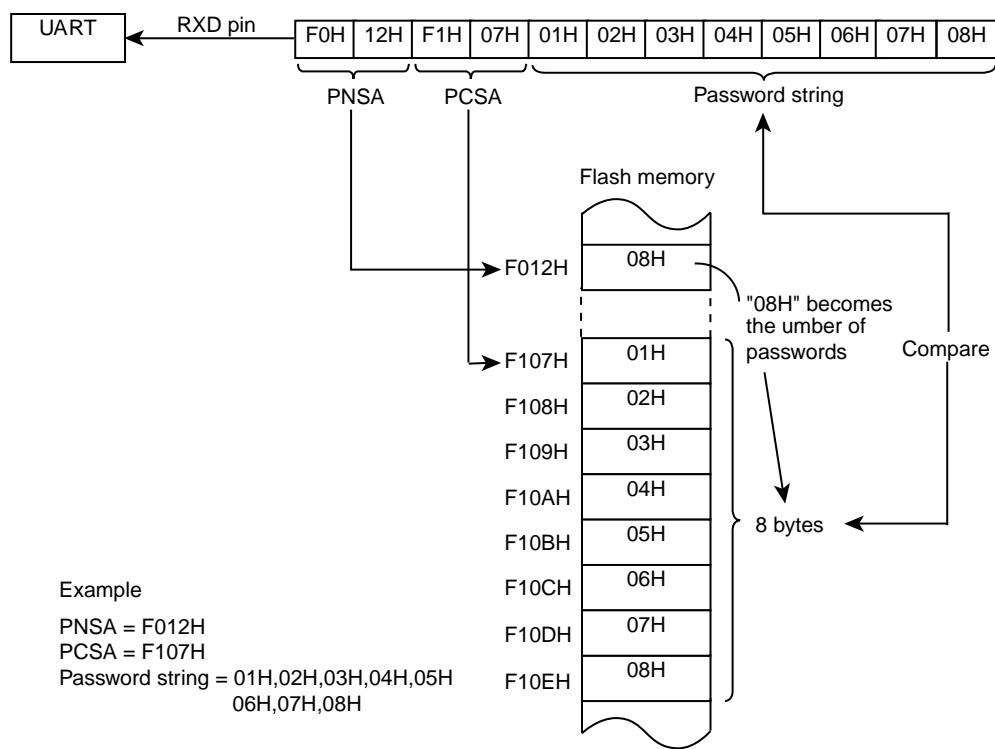 UART
RXD pin
F0H 12H F1H 07H 01H 02H 03H 04H 05H 06H 07H 08H
PNSA
PCSA
Password string
Flash memory
F012H
08H
"08H" becomes
the umber of
passwords
Compare
F107H
01H
F108H
02H
F109H
03H
F10AH
04H
F10BH
05H
F10CH
06H
F10DH
07H
F10EH
08H
8 bytes
Example
PNSA = F012H
PCSA = F107H
Password string = 01H,02H,03H,04H,05H
06H,07H,08H